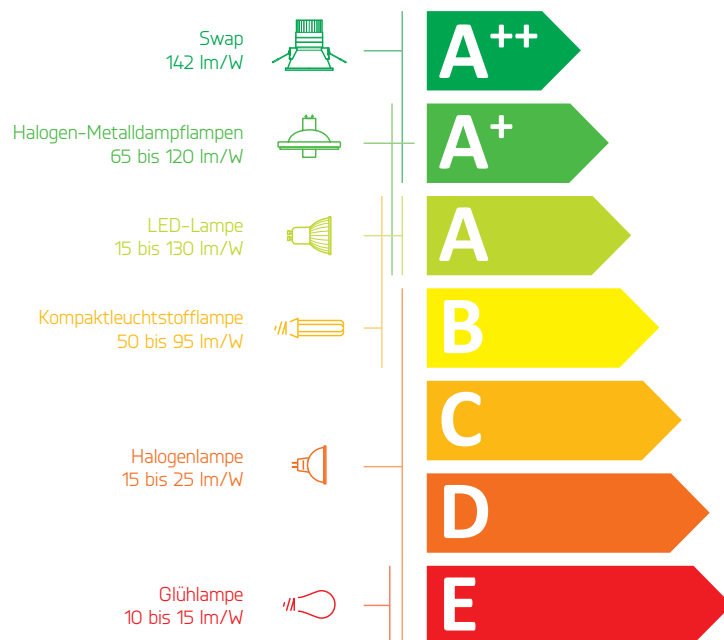 Swap
142 lm/W
A++
Halogen-Metalldampflampen
65 bis 120 lm/W
A+
LED-Lampe
15 bis 130 lm/W
A
Kompaktleuchtstofflampe
50 bis 95 lm/W
B
C
Halogenlampe
15 bis 25 lm/W
D
Glühlampe
10 bis 15 lm/W
E